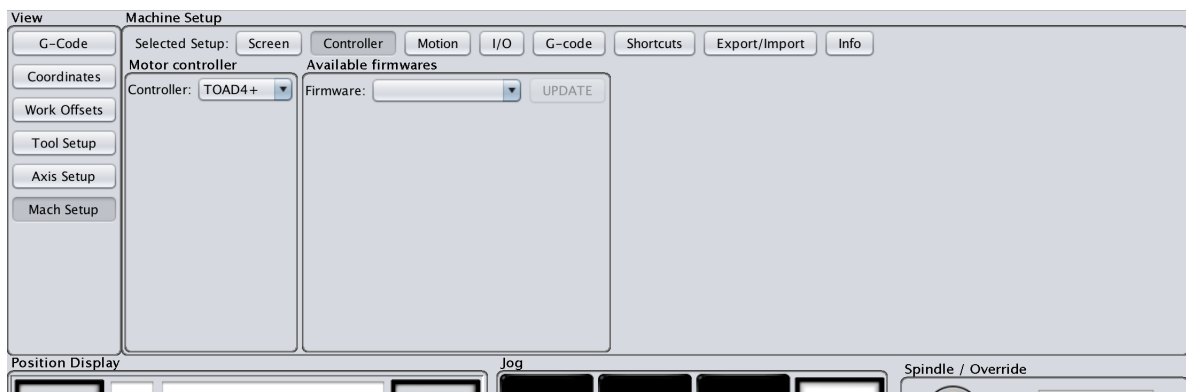 View
Machine Setup
G-Code
Selected Setup: Screen Controller Motion I/O G-code Shortcuts Export/Import Info
Motor controller
Available firmwares
Coordinates
Controller: TOAD4+
Firmware:
UPDATE
Work Offsets
Tool Setup
Axis Setup
Mach Setup
Position Display
Jog
Spindle / Override